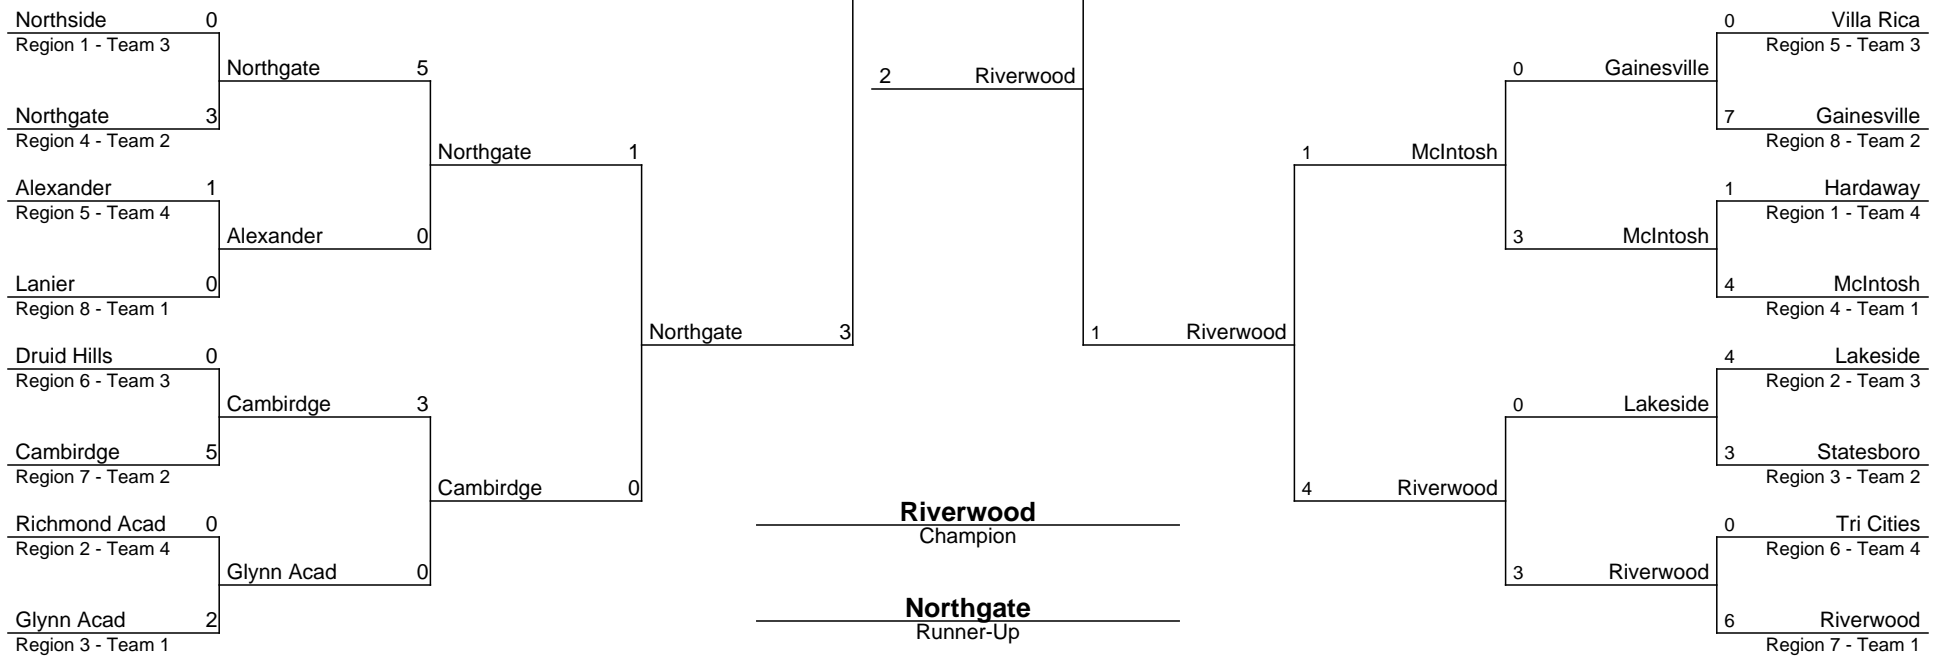 Northside 0
Region 1 - Team 3
Northgate 5
Northgate 3
Region 4 - Team 2
Northgate 1
Alexander 1
Region 5 - Team 4
Alexander 0
Lanier 0
Region 8 - Team 1
Northgate 3
Druid Hills 0
Region 6 - Team 3
Cambirdge 3
Cambirdge 5
Region 7 - Team 2
Cambirdge 0
Richmond Acad 0
Region 2 - Team 4
Glynn Acad 0
Glynn Acad 2
Region 3 - Team 1
2 Riverwood
Riverwood
Champion
Northgate
Runner-Up
0 Villa Rica
Region 5 - Team 3
0 Gainesville
7 Gainesville
Region 8 - Team 2
1 McIntosh
1 Hardaway
Region 1 - Team 4
3 McIntosh
4 McIntosh
Region 4 - Team 1
1 Riverwood
4 Lakeside
Region 2 - Team 3
0 Lakeside
3 Statesboro
Region 3 - Team 2
4 Riverwood
0 Tri Cities
Region 6 - Team 4
3 Riverwood
6 Riverwood
Region 7 - Team 1